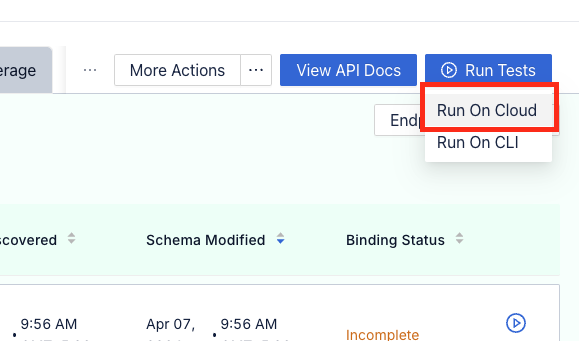 erage
...
More Actions
...
View API Docs
Run Tests
Run On Cloud
Run On CLI
scovered
Schema Modified
Binding Status
9:56 AM
Apr 07,
9:56 AM
Incomplete